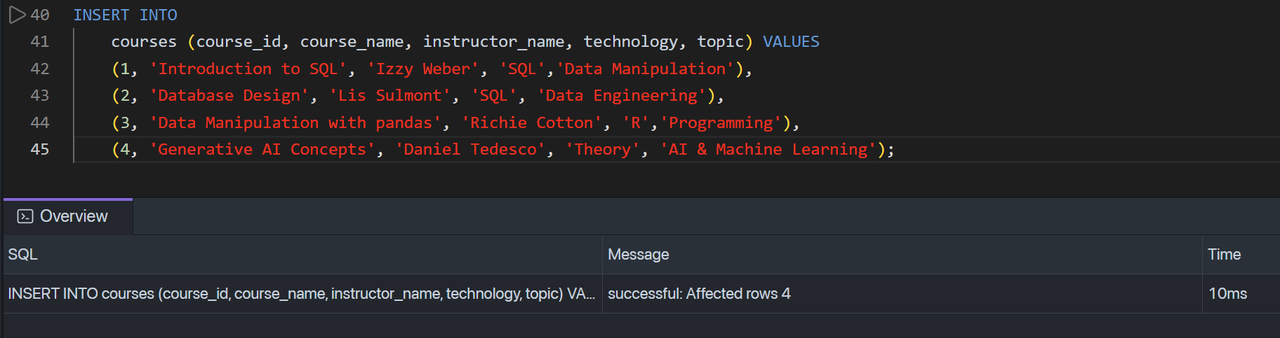 40 INSERT INTO
41 courses (course_id, course_name, instructor_name, technology, topic) VALUES
42 (1, 'Introduction to SQL', 'Izzy Weber', 'SQL','Data Manipulation'),
43 (2, 'Database Design', 'Lis Sulmont', 'SQL', 'Data Engineering'),
44 (3, 'Data Manipulation with pandas', 'Richie Cotton', 'R','Programming'),
45 (4, 'Generative AI Concepts', 'Daniel Tedesco', 'Theory', 'AI & Machine Learning');
Overview
SQL Message Time
INSERT INTO courses (course_id, course_name, instructor_name, technology, topic) VA... successful: Affected rows 4 10ms